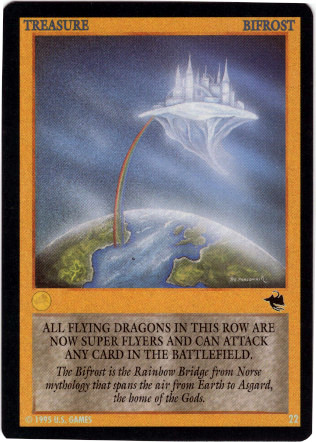 TREASURE BIFROST
ALL FLYING DRAGONS IN THIS ROW ARE
NOW SUPER FLYERS AND CAN ATTACK
ANY CARD IN THE BATTLEFIELD.
The Bifrost is the Rainbow Bridge from Norse
mythology that spans the air from Earth to Asgard,
the home of the Gods.
© 1995 U.S. GAMES 22